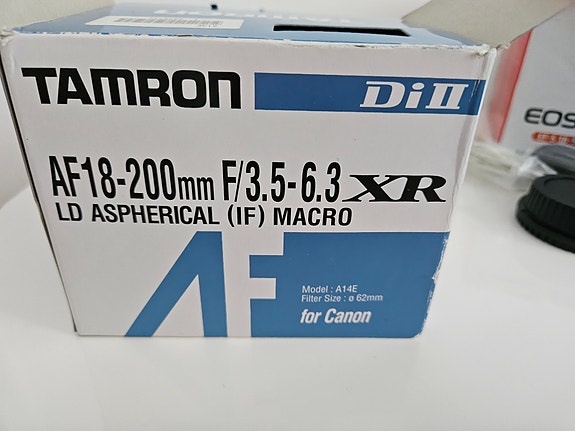 TAMRON Di II
AF18-200mm F/3.5-6.3 XR
LD ASPHERICAL (IF) MACRO
AF
Model : A14E
Filter Size : ø 62mm
for Canon
EOS